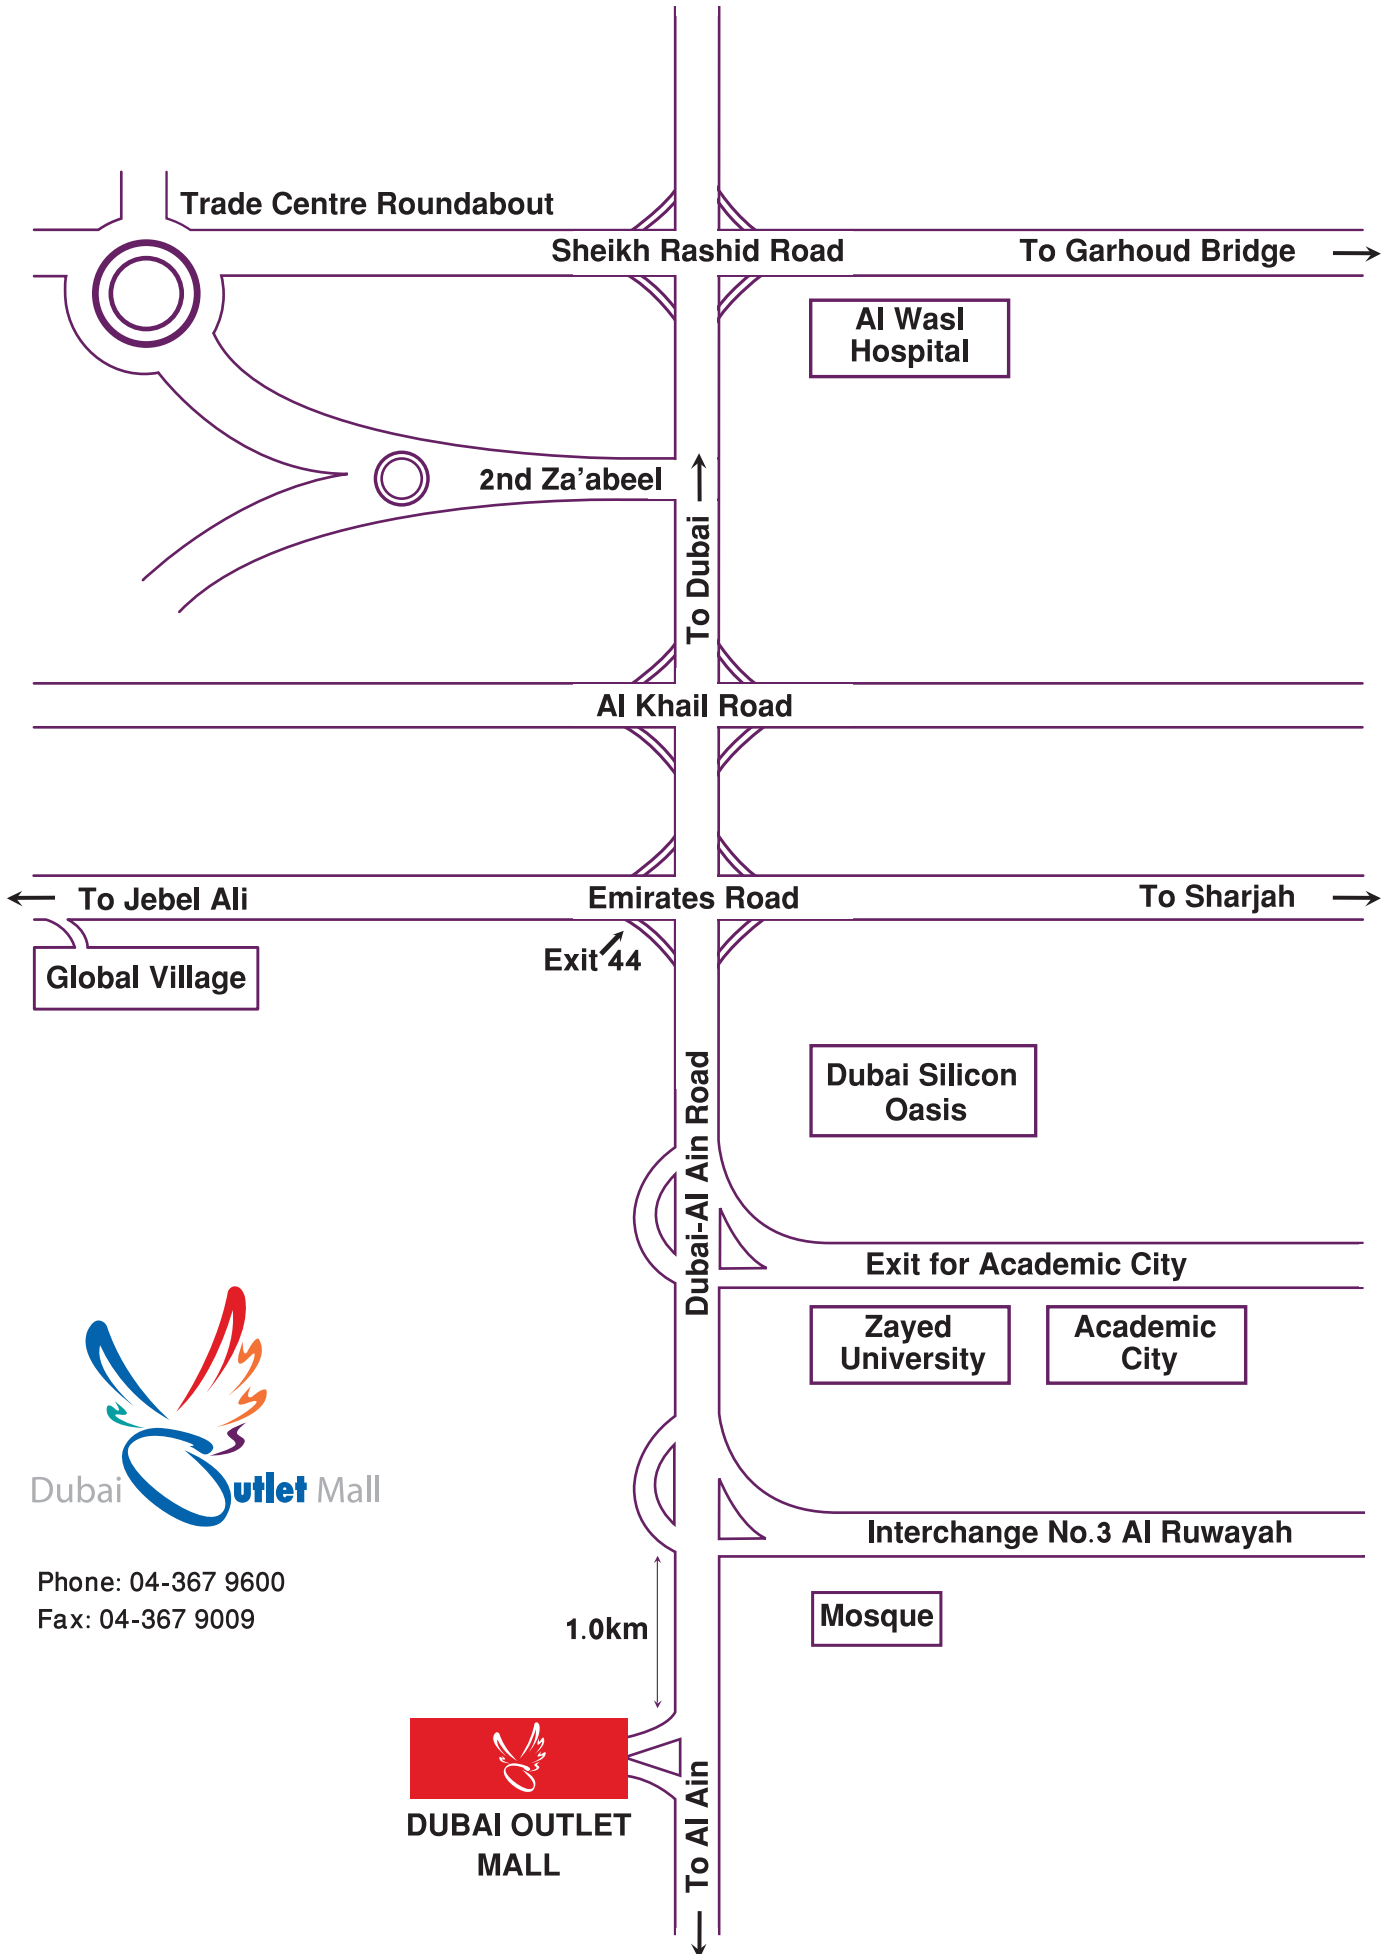 Trade Centre Roundabout
Sheikh Rashid Road
To Garhoud Bridge
Al Wasl
Hospital
2nd Za’abeel
To Dubai
Al Khail Road
To Jebel Ali
Emirates Road
To Sharjah
Exit 44
Global Village
Dubai Silicon
Oasis
Dubai-Al Ain Road
Exit for Academic City
Zayed
University
Academic
City
Dubai Outlet Mall
Interchange No.3 Al Ruwayah
Phone: 04-367 9600
Fax: 04-367 9009
1.0km
Mosque
DUBAI OUTLET
MALL
To Al Ain